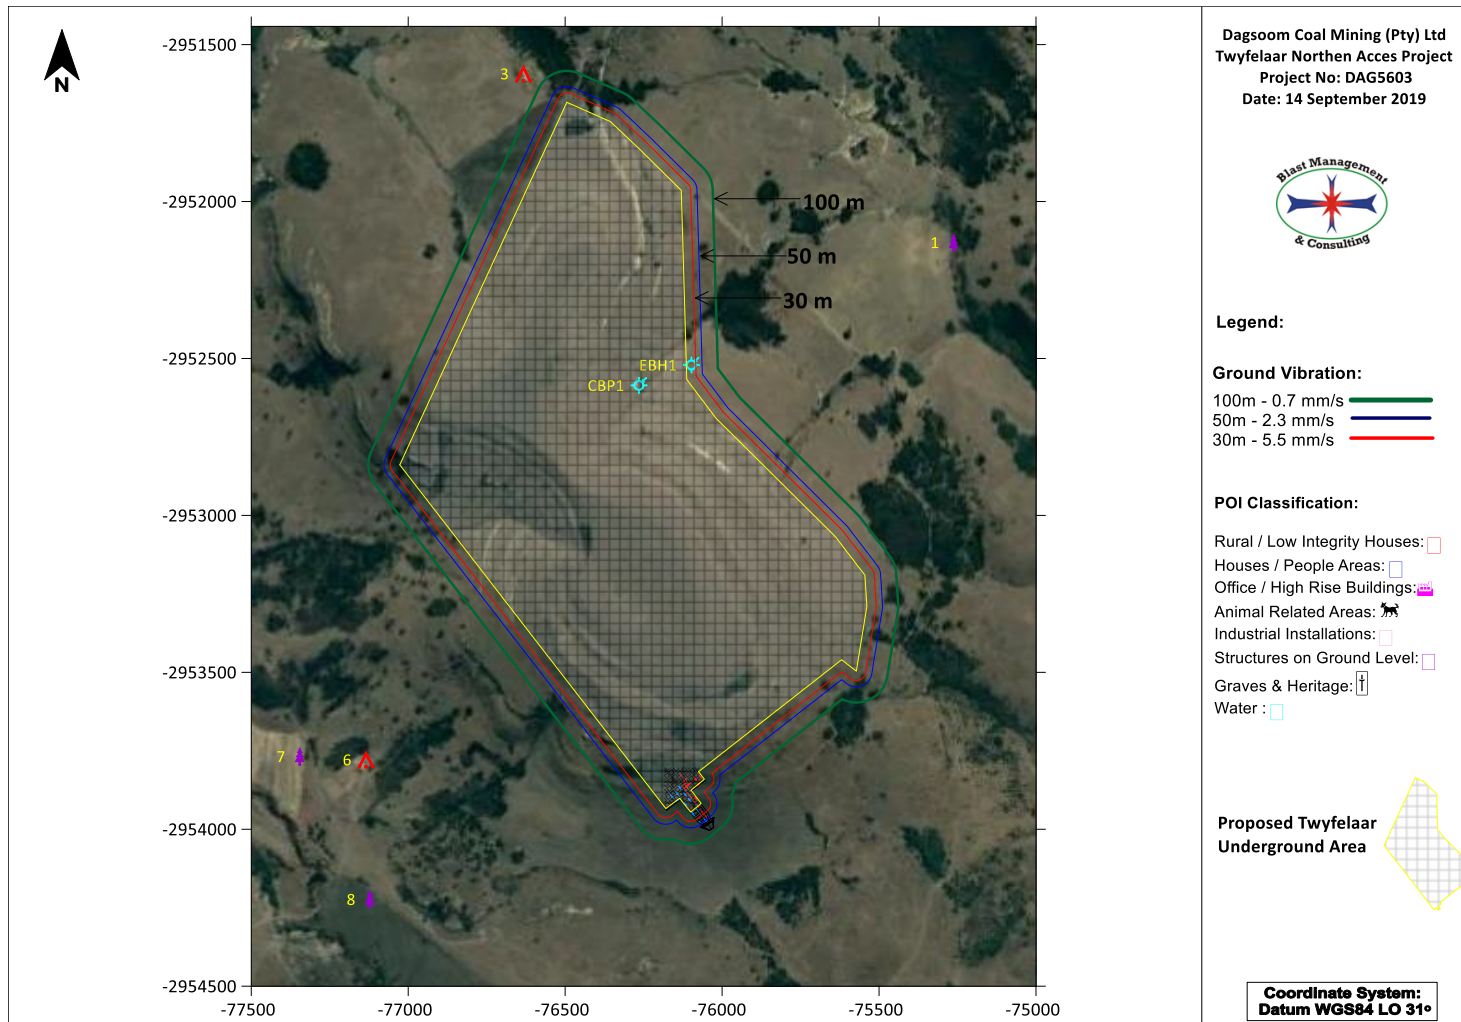 N
-2951500
-2952000
-2952500
-2953000
-2953500
-2954000
-2954500
-77500
-77000
-76500
-76000
-75500
-75000
3
100 m
1
50 m
30 m
EBH1
CBP1
7
6
8
Dagsoom Coal Mining (Pty) Ltd
Twyfelaar Northen Acces Project
Project No: DAG5603
Date: 14 September 2019
Blast Management
& Consulting
Legend:
Ground Vibration:
100m - 0.7 mm/s
50m - 2.3 mm/s
30m - 5.5 mm/s
POI Classification:
Rural / Low Integrity Houses:
Houses / People Areas:
Office / High Rise Buildings:
Animal Related Areas:
Industrial Installations:
Structures on Ground Level:
Graves & Heritage:
Water :
Proposed Twyfelaar
Underground Area
Coordinate System:
Datum WGS84 LO 31º